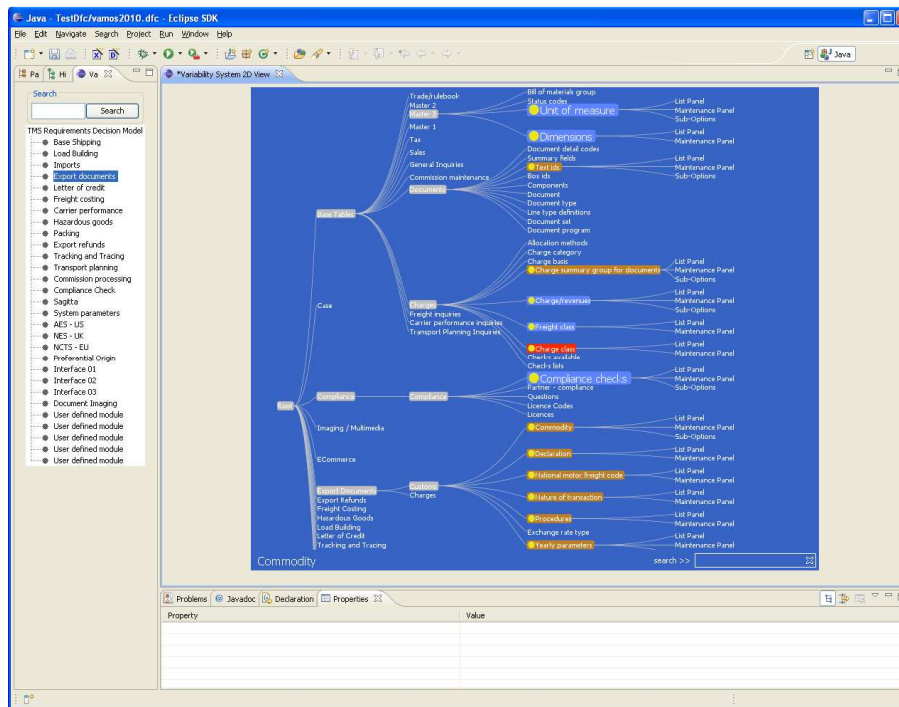 Java - TestDfc/vamos2010.dfc - Eclipse SDK
File Edit Navigate Search Project Run Window Help
Java
Pa Hi Va
Search
Search
TMS Requirements Decision Model
Base Shipping
Load Building
Imports
Export documents
Letter of credit
Freight costing
Carrier performance
Hazardous goods
Packing
Export refunds
Tracking and Tracing
Transport planning
Commission processing
Compliance Check
Sagitta
System parameters
AES - US
NES - UK
NCTS - EU
Preferential Origin
Interface 01
Interface 02
Interface 03
Document Imaging
User defined module
User defined module
User defined module
User defined module
User defined module
*Variability System 2D View
Root
Base Tables
Case
Compliance
Imaging / Multimedia
ECommerce
Export Documents
Export Refunds
Freight Costing
Hazardous Goods
Load Building
Letter of Credit
Tracking and Tracing
Trade/rulebook
Master 2
Master 3
Master 1
Tax
Sales
General Inquiries
Commission maintenance
Documents
Charges
Freight inquiries
Carrier performance inquiries
Transport Planning Inquiries
Compliance
Customs
Charges
Bill of materials group
Status codes
Unit of measure
Dimensions
Document detail codes
Summary fields
Text ids
Box ids
Components
Document
Document type
Line type definitions
Document set
Document program
Allocation methods
Charge category
Charge basis
Charge summary group for documents
Charge/revenues
Freight class
Charge class
Checks available
Checks lists
Compliance checks
Partner - compliance
Questions
Licence Codes
Licences
Commodity
Declaration
National motor freight code
Nature of transaction
Procedures
Exchange rate type
Yearly parameters
List Panel
Maintenance Panel
Sub-Options
List Panel
Maintenance Panel
List Panel
Maintenance Panel
Sub-Options
List Panel
Maintenance Panel
Sub-Options
List Panel
Maintenance Panel
Sub-Options
List Panel
Maintenance Panel
List Panel
Maintenance Panel
List Panel
Maintenance Panel
Sub-Options
List Panel
Maintenance Panel
Sub-Options
List Panel
Maintenance Panel
List Panel
Maintenance Panel
List Panel
Maintenance Panel
List Panel
Maintenance Panel
List Panel
Maintenance Panel
Commodity
search >>
Problems Javadoc Declaration Properties
Property Value